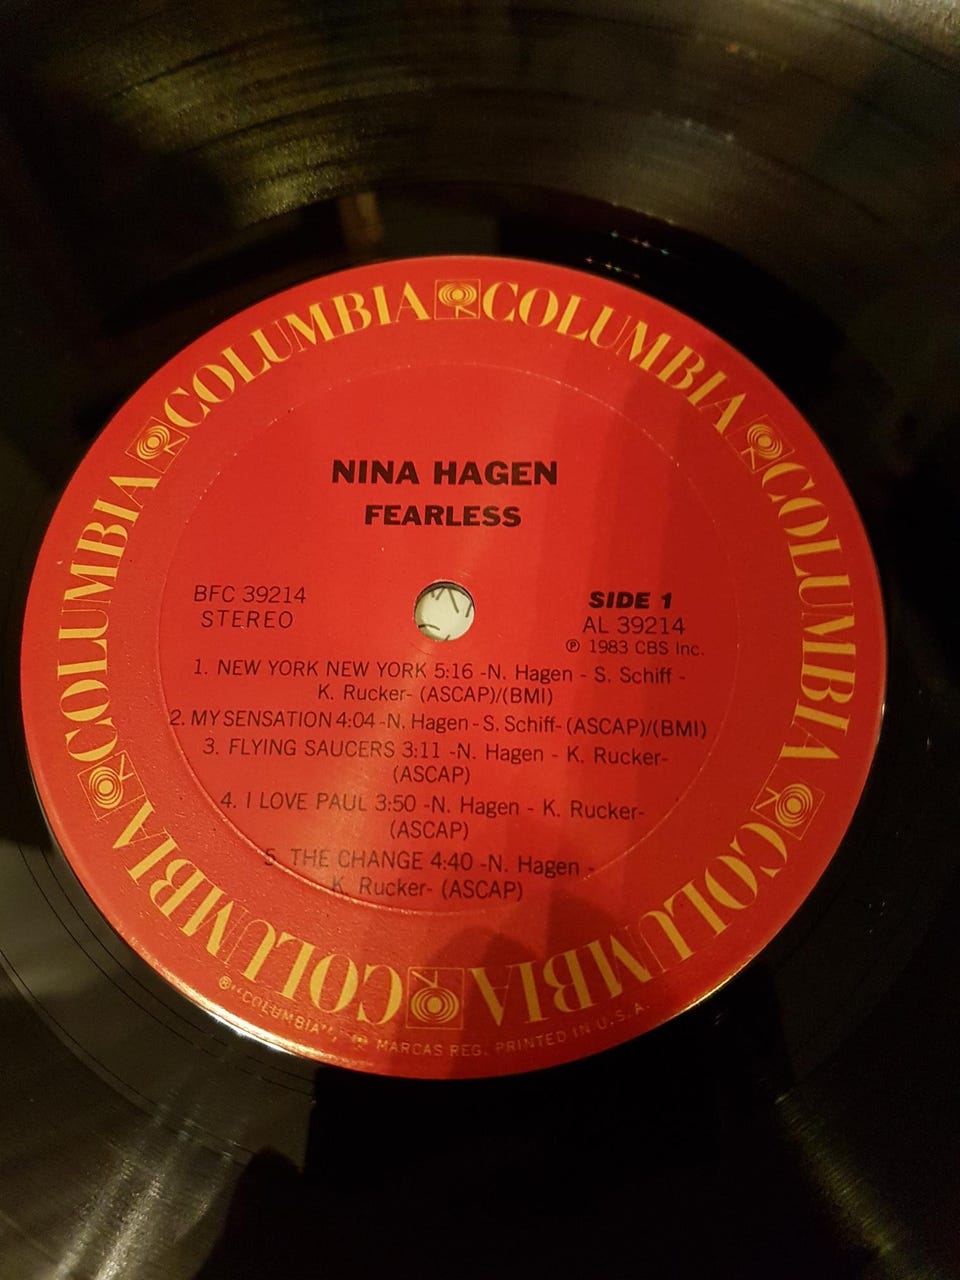 COLUMBIA COLUMBIA COLUMBIA COLUMBIA COLUMBIA COLUMBIA
NINA HAGEN
FEARLESS
BFC 39214
STEREO
SIDE 1
AL 39214
℗ 1983 CBS Inc.
1. NEW YORK NEW YORK 5:16 -N. Hagen - S. Schiff -
K. Rucker- (ASCAP)/(BMI)
2. MY SENSATION 4:04 -N. Hagen - S. Schiff- (ASCAP)/(BMI)
3. FLYING SAUCERS 3:11 -N. Hagen - K. Rucker-
(ASCAP)
4. I LOVE PAUL 3:50 -N. Hagen - K. Rucker-
(ASCAP)
5. THE CHANGE 4:40 -N. Hagen -
K. Rucker- (ASCAP)
® "COLUMBIA", MARCAS REG. PRINTED IN U.S.A.